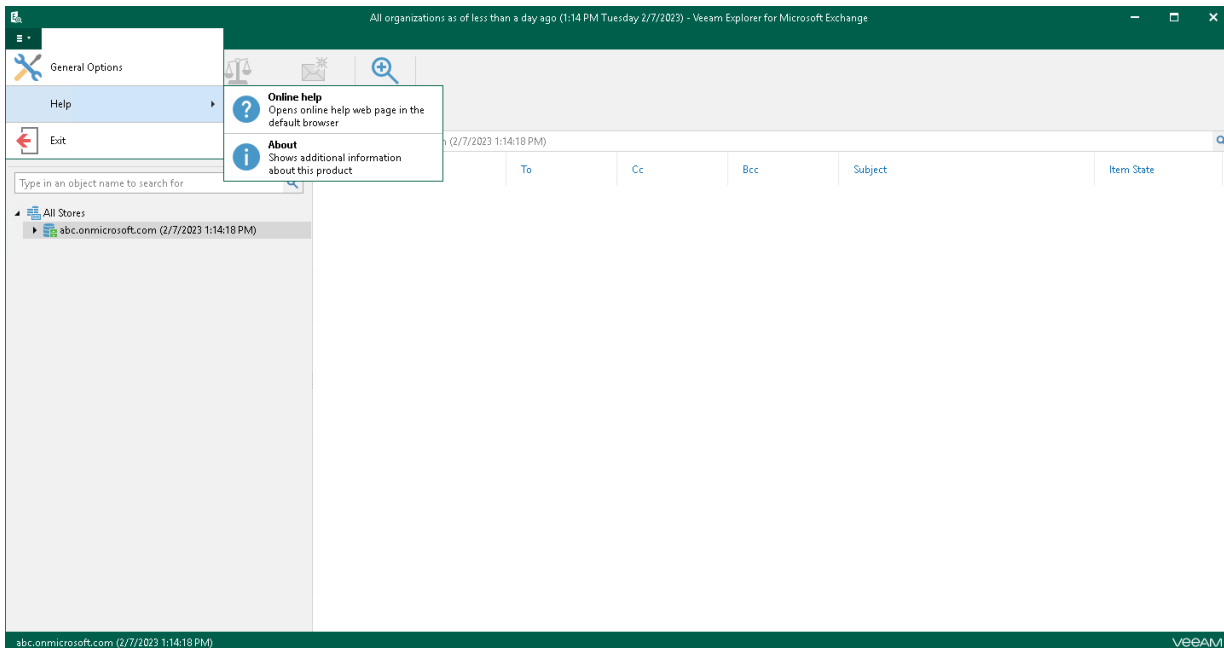 All organizations as of less than a day ago (1:14 PM Tuesday 2/7/2023) - Veeam Explorer for Microsoft Exchange
General Options
Help
Exit
Online help
Opens online help web page in the
default browser
About
Shows additional information
about this product
(2/7/2023 1:14:18 PM)
To Cc Bcc Subject Item State
Type in an object name to search for
All Stores
abc.onmicrosoft.com (2/7/2023 1:14:18 PM)
abc.onmicrosoft.com (2/7/2023 1:14:18 PM)
veeam